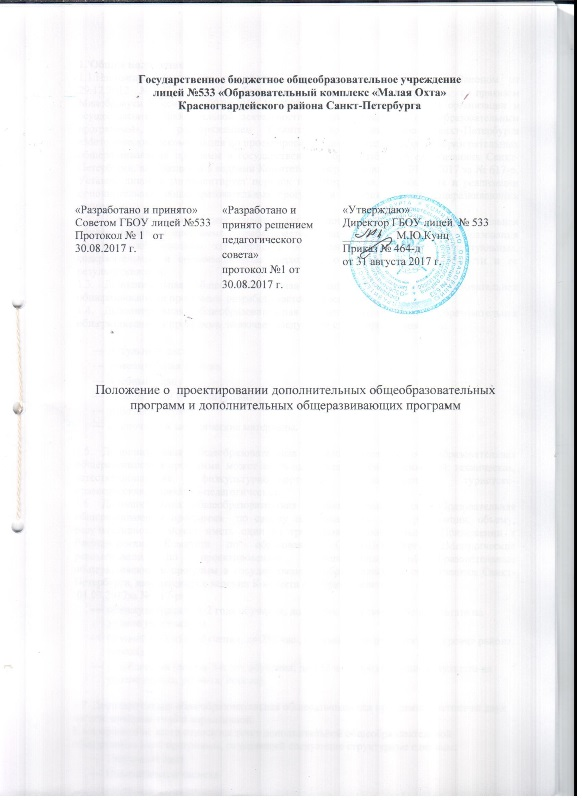 Государственное бюджетное общеобразовательное учреждение
лицей №533 «Образовательный комплекс «Малая Охта»
Красногвардейского района Санкт-Петербурга
«Разработано и принято»
Советом ГБОУ лицей №533
Протокол № 1 от
30.08.2017 г.
«Разработано и
принято решением
педагогического
совета»
протокол №1 от
30.08.2017 г.
«Утверждаю»
Директор ГБОУ лицей № 533
М.Ю.Кунц
Приказ № 464-д
от 31 августа 2017 г.
Положение о проектировании дополнительных общеобразовательных
программ и дополнительных общеразвивающих программ